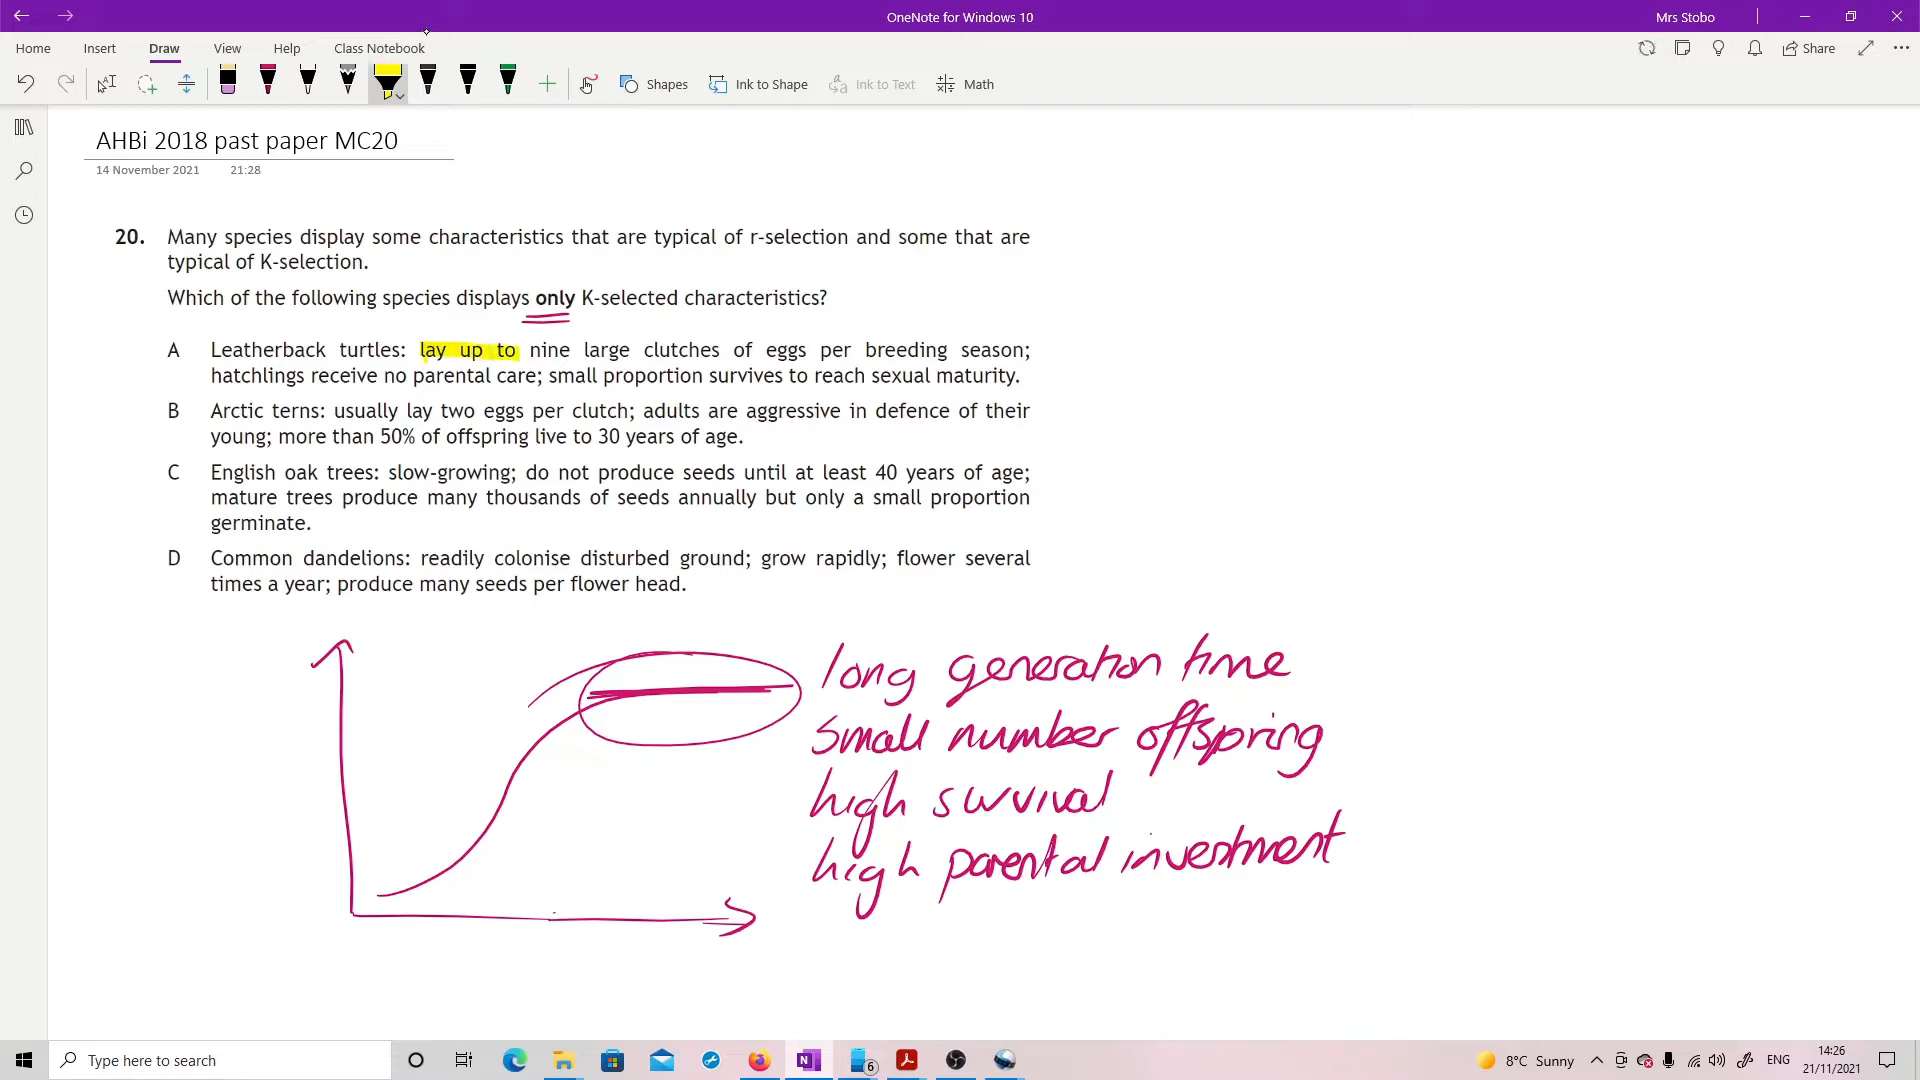 OneNote for Windows 10
Mrs Stobo
Home Insert Draw View Help Class Notebook
Share
Shapes Ink to Shape Ink to Text Math
AHBi 2018 past paper MC20
14 November 2021 21:28
20. Many species display some characteristics that are typical of r-selection and some that are
typical of K-selection.
Which of the following species displays only K-selected characteristics?
A Leatherback turtles: lay up to nine large clutches of eggs per breeding season;
hatchlings receive no parental care; small proportion survives to reach sexual maturity.
B Arctic terns: usually lay two eggs per clutch; adults are aggressive in defence of their
young; more than 50% of offspring live to 30 years of age.
C English oak trees: slow-growing; do not produce seeds until at least 40 years of age;
mature trees produce many thousands of seeds annually but only a small proportion
germinate.
D Common dandelions: readily colonise disturbed ground; grow rapidly; flower several
times a year; produce many seeds per flower head.
long generation time
small number offspring
high survival
high parental investment
Type here to search
6
8°C Sunny
ENG
14:26
21/11/2021